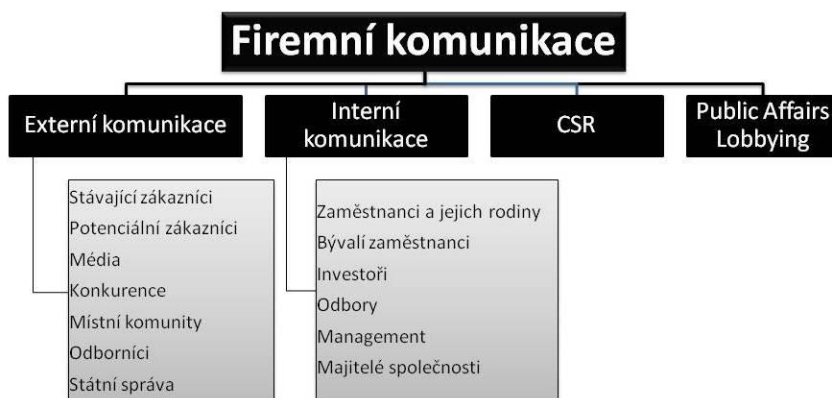 Firemní komunikace
Externí komunikace
Interní
komunikace
CSR
Public Affairs
Lobbying
Stávající zákazníci
Potenciální zákazníci
Média
Konkurence
Místní komunity
Odborníci
Státní správa
Zaměstnanci a jejich rodiny
Bývalí zaměstnanci
Investoři
Odbory
Management
Majitelé společnosti